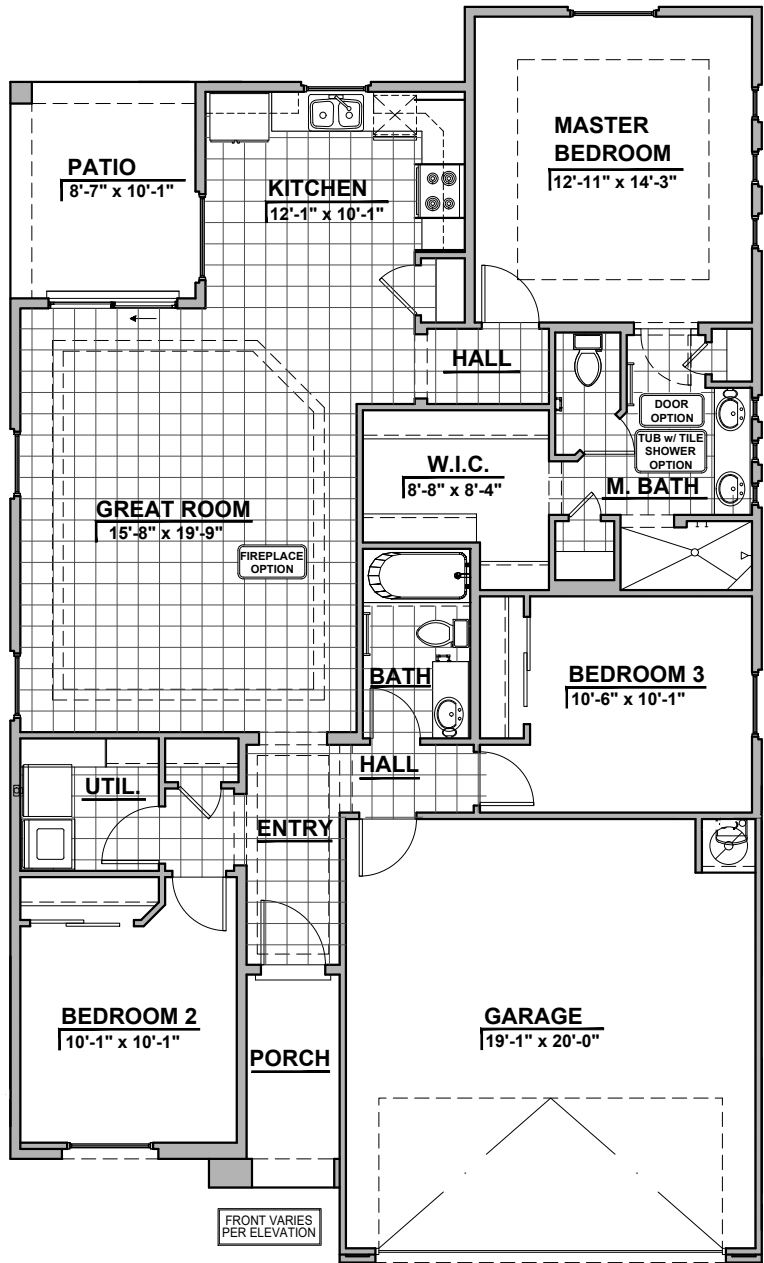 MASTER
BEDROOM
12'-11" x 14'-3"
PATIO
8'-7" x 10'-1"
KITCHEN
12'-1" x 10'-1"
HALL
DOOR
OPTION
TUB w/ TILE
SHOWER
OPTION
W.I.C.
8'-8" x 8'-4"
M. BATH
GREAT ROOM
15'-8" x 19'-9"
FIREPLACE
OPTION
BATH
BEDROOM 3
10'-6" x 10'-1"
HALL
UTIL.
ENTRY
BEDROOM 2
10'-1" x 10'-1"
PORCH
GARAGE
19'-1" x 20'-0"
FRONT VARIES
PER ELEVATION